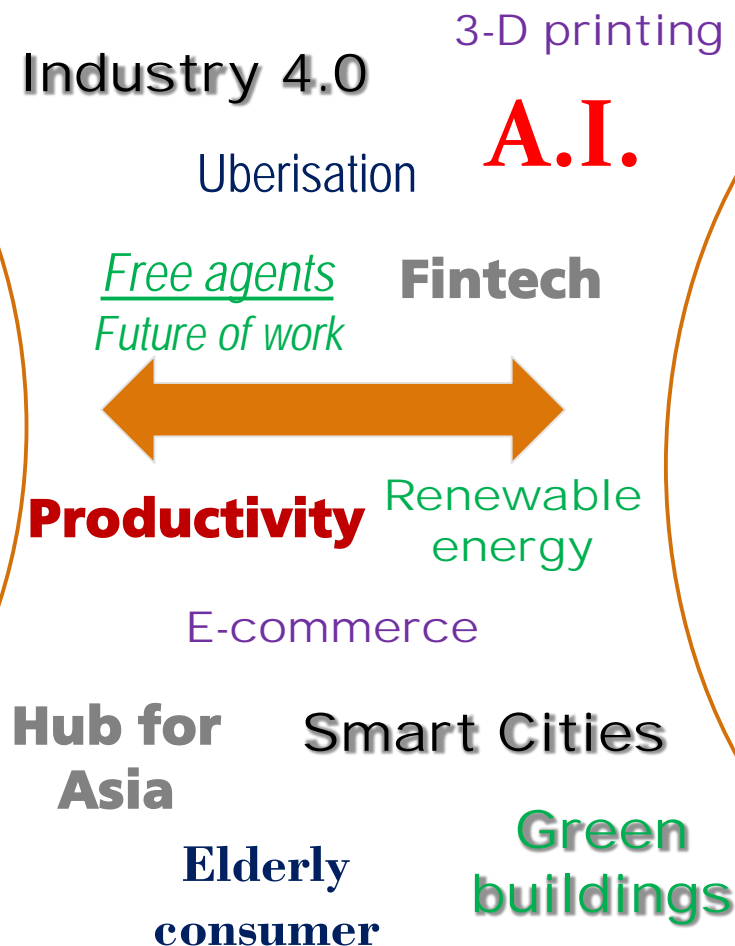 3-D printing
Industry 4.0
A.I.
Uberisation
Free agents
Fintech
Future of work
Productivity
Renewable
energy
E-commerce
Hub for
Asia
Smart Cities
Green
buildings
Elderly
consumer